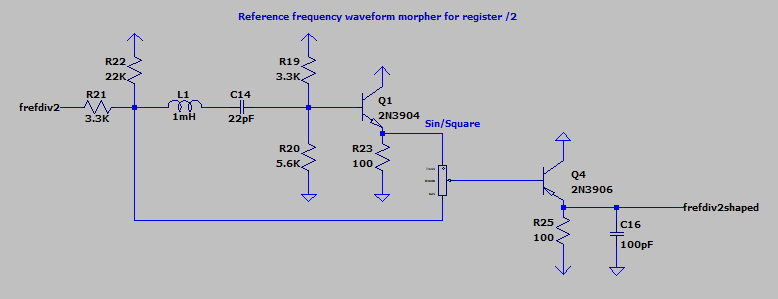 Reference frequency waveform morpher for register /2
R22
22K
R19
3.3K
R21
3.3K
frefdiv2
L1
1mH
C14
22pF
Q1
2N3904
Sin/Square
R20
5.6K
R23
100
Q4
2N3906
frefdiv2shaped
R25
100
C16
100pF